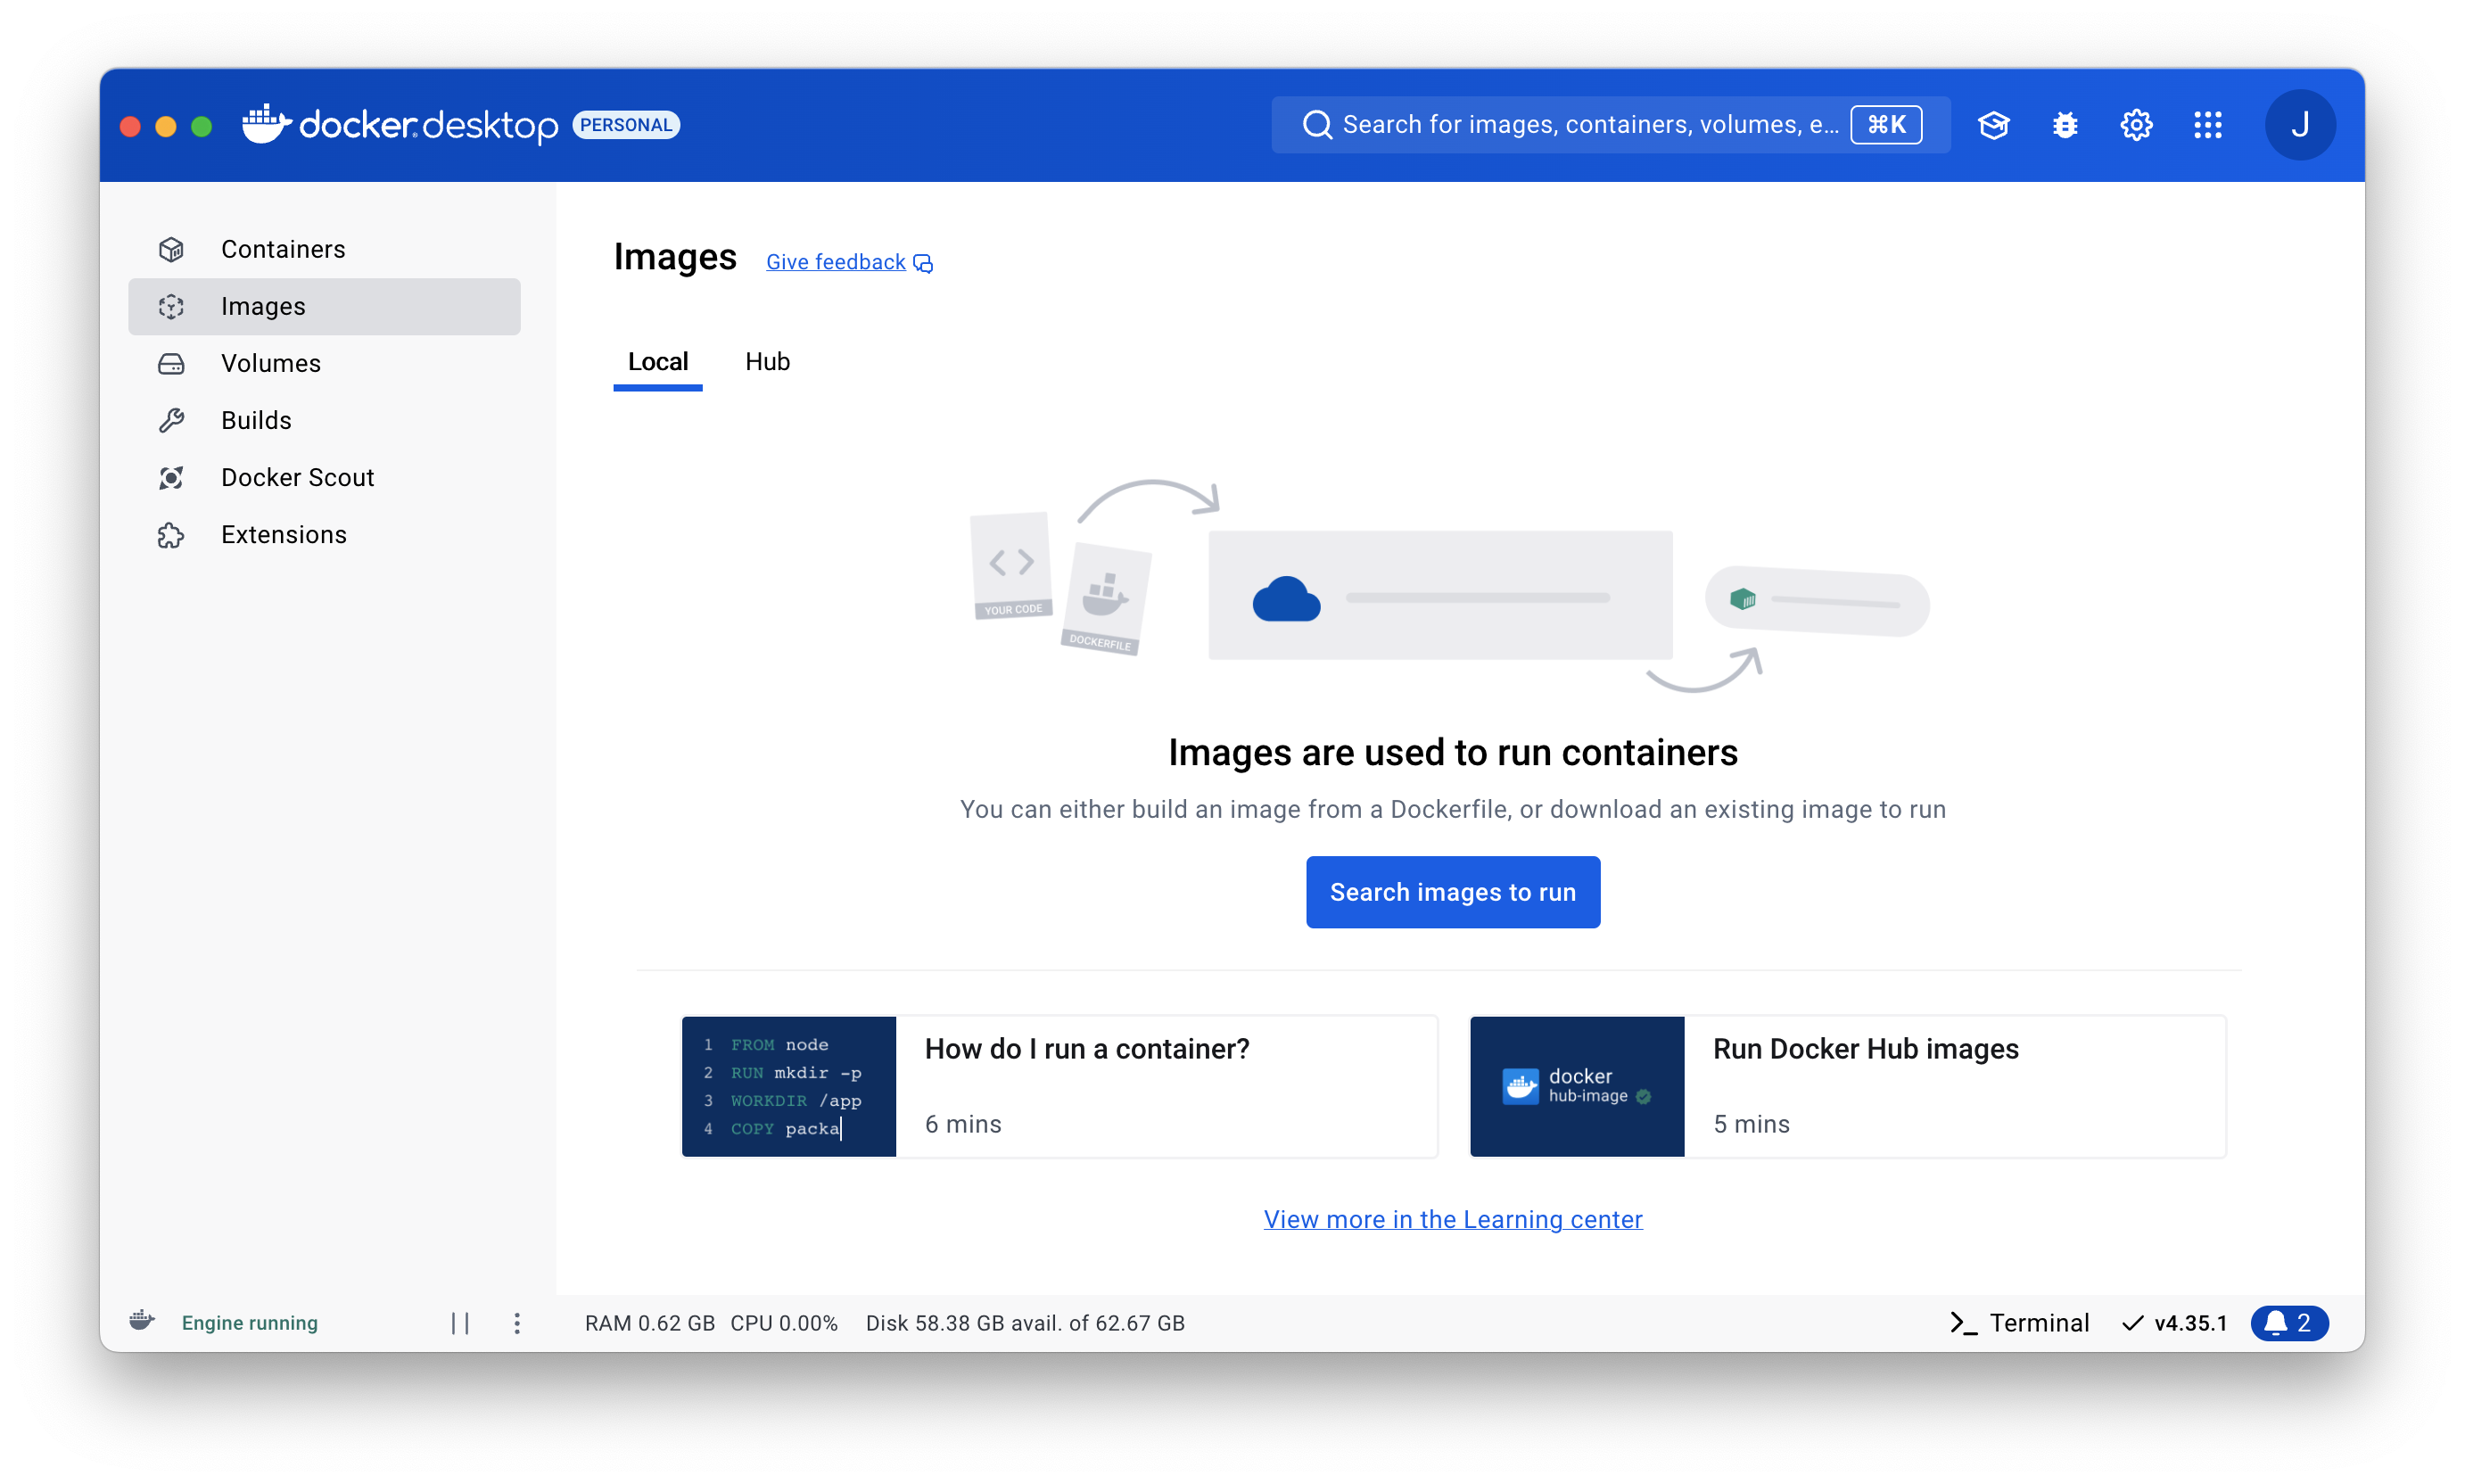 docker desktop PERSONAL
Search for images, containers, volumes, e... ⌘K
J
Containers
Images
Volumes
Builds
Docker Scout
Extensions
Images Give feedback
Local Hub
YOUR CODE
DOCKERFILE
Images are used to run containers
You can either build an image from a Dockerfile, or download an existing image to run
Search images to run
1 FROM node
2 RUN mkdir -p
3 WORKDIR /app
4 COPY packa
How do I run a container?
6 mins
docker
hub-image
Run Docker Hub images
5 mins
View more in the Learning center
Engine running
RAM 0.62 GB CPU 0.00% Disk 58.38 GB avail. of 62.67 GB
Terminal v4.35.1 2